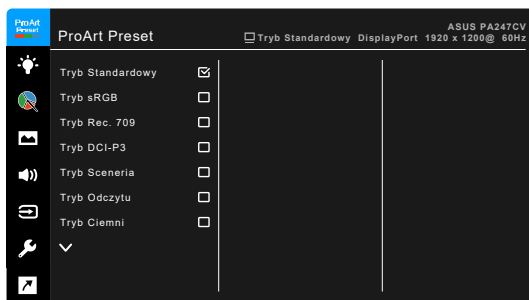 ProArt
Preset
ProArt Preset
ASUS PA247CV
Tryb Standardowy DisplayPort 1920 x 1200@ 60Hz
Tryb Standardowy
Tryb sRGB
Tryb Rec. 709
Tryb DCI-P3
Tryb Sceneria
Tryb Odczytu
Tryb Ciemni